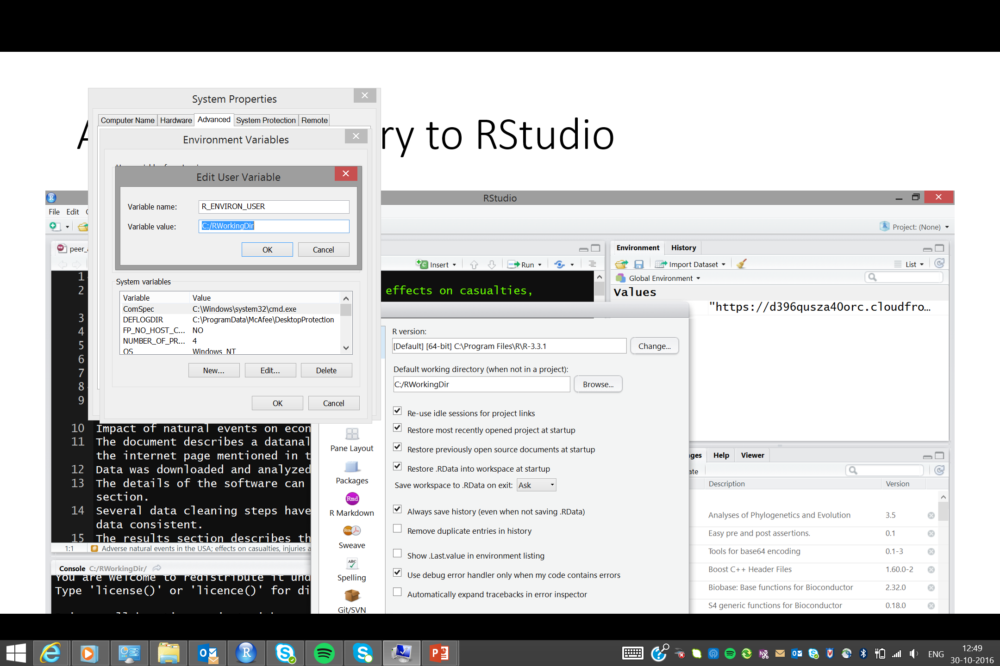 System Properties
Computer Name Hardware Advanced System Protection Remote
ry to RStudio
Environment Variables
Edit User Variable
Variable name: R_ENVIRON_USER
Variable value: C:/RWorkingDir
OK Cancel
System variables
Variable Value
ComSpec C:\Windows\system32\cmd.exe
DEFLOGDIR C:\ProgramData\McAfee\DesktopProtection
FP_NO_HOST_C... NO
NUMBER_OF_PR... 4
OS Windows_NT
New... Edit... Delete
OK Cancel
RStudio
File Edit
Project: (None)
peer_a
Insert Run
1
2 effects on casualties,
3
4
5
6
7
8
9
10 Impact of natural events on econ
11 The document describes a datanal
the internet page mentioned in t
12 Data was downloaded and analyzed
13 The details of the software can
section.
14 Several data cleaning steps have
data consistent.
15 The results section describes th
1:1 Adverse natural events in the USA; effects on casualties, injuries a
Console C:/RWorkingDir/
You are welcome to redistribute it und
Type 'license()' or 'licence()' for di
Pane Layout
Packages
Rmd
R Markdown
Rnw
Sweave
ABC
Spelling
Git/SVN
R version:
[Default] [64-bit] C:\Program Files\R\R-3.3.1
Change...
Default working directory (when not in a project):
C:/RWorkingDir
Browse...
Re-use idle sessions for project links
Restore most recently opened project at startup
Restore previously open source documents at startup
Restore .RData into workspace at startup
Save workspace to .RData on exit: Ask
Always save history (even when not saving .RData)
Remove duplicate entries in history
Show .Last.value in environment listing
Use debug error handler only when my code contains errors
Automatically expand tracebacks in error inspector
Environment History
Import Dataset List
Global Environment
Values
"https://d396qusza40orc.cloudfro...
ges Help Viewer
ate
Description Version
Analyses of Phylogenetics and Evolution 3.5
Easy pre and post assertions. 0.1
Tools for base64 encoding 0.1-3
Boost C++ Header Files 1.60.0-2
Biobase: Base functions for Bioconductor 2.32.0
S4 generic functions for Bioconductor 0.18.0
ENG
12:49
30-10-2016